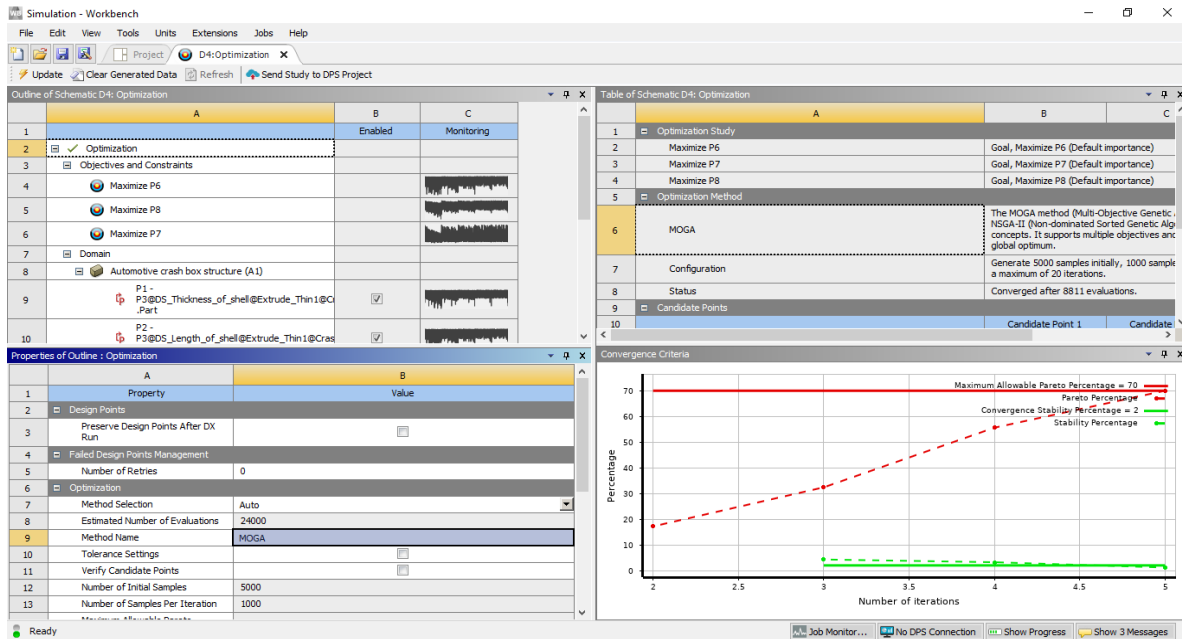 Simulation - Workbench
File Edit View Tools Units Extensions Jobs Help
Project D4:Optimization
Update Clear Generated Data Refresh Send Study to DPS Project
Outline of Schematic D4: Optimization
A B C
1 Enabled Monitoring
2 Optimization
3 Objectives and Constraints
4 Maximize P6
5 Maximize P8
6 Maximize P7
7 Domain
8 Automotive crash box structure (A1)
9 P1 -
P3@DS_Thickness_of_shell@Extrude_Thin1@Cr
.Part
10 P2 -
P3@DS_Length_of_shell@Extrude_Thin1@Cras
Table of Schematic D4: Optimization
A B C
1 Optimization Study
2 Maximize P6 Goal, Maximize P6 (Default importance)
3 Maximize P7 Goal, Maximize P7 (Default importance)
4 Maximize P8 Goal, Maximize P8 (Default importance)
5 Optimization Method
6 MOGA The MOGA method (Multi-Objective Genetic
NSGA-II (Non-dominated Sorted Genetic Algo
concepts. It supports multiple objectives and
global optimum.
7 Configuration Generate 5000 samples initially, 1000 sample
a maximum of 20 iterations.
8 Status Converged after 8811 evaluations.
9 Candidate Points
10 Candidate Point 1 Candidate
Properties of Outline : Optimization
A B
1 Property Value
2 Design Points
3 Preserve Design Points After DX
Run
4 Failed Design Points Management
5 Number of Retries 0
6 Optimization
7 Method Selection Auto
8 Estimated Number of Evaluations 24000
9 Method Name MOGA
10 Tolerance Settings
11 Verify Candidate Points
12 Number of Initial Samples 5000
13 Number of Samples Per Iteration 1000
Convergence Criteria
Maximum Allowable Pareto Percentage = 70
Pareto Percentage
Convergence Stability Percentage = 2
Stability Percentage
Percentage
70
60
50
40
30
20
10
0
2 2.5 3 3.5 4 4.5 5
Number of iterations
Ready Job Monitor... No DPS Connection Show Progress Show 3 Messages